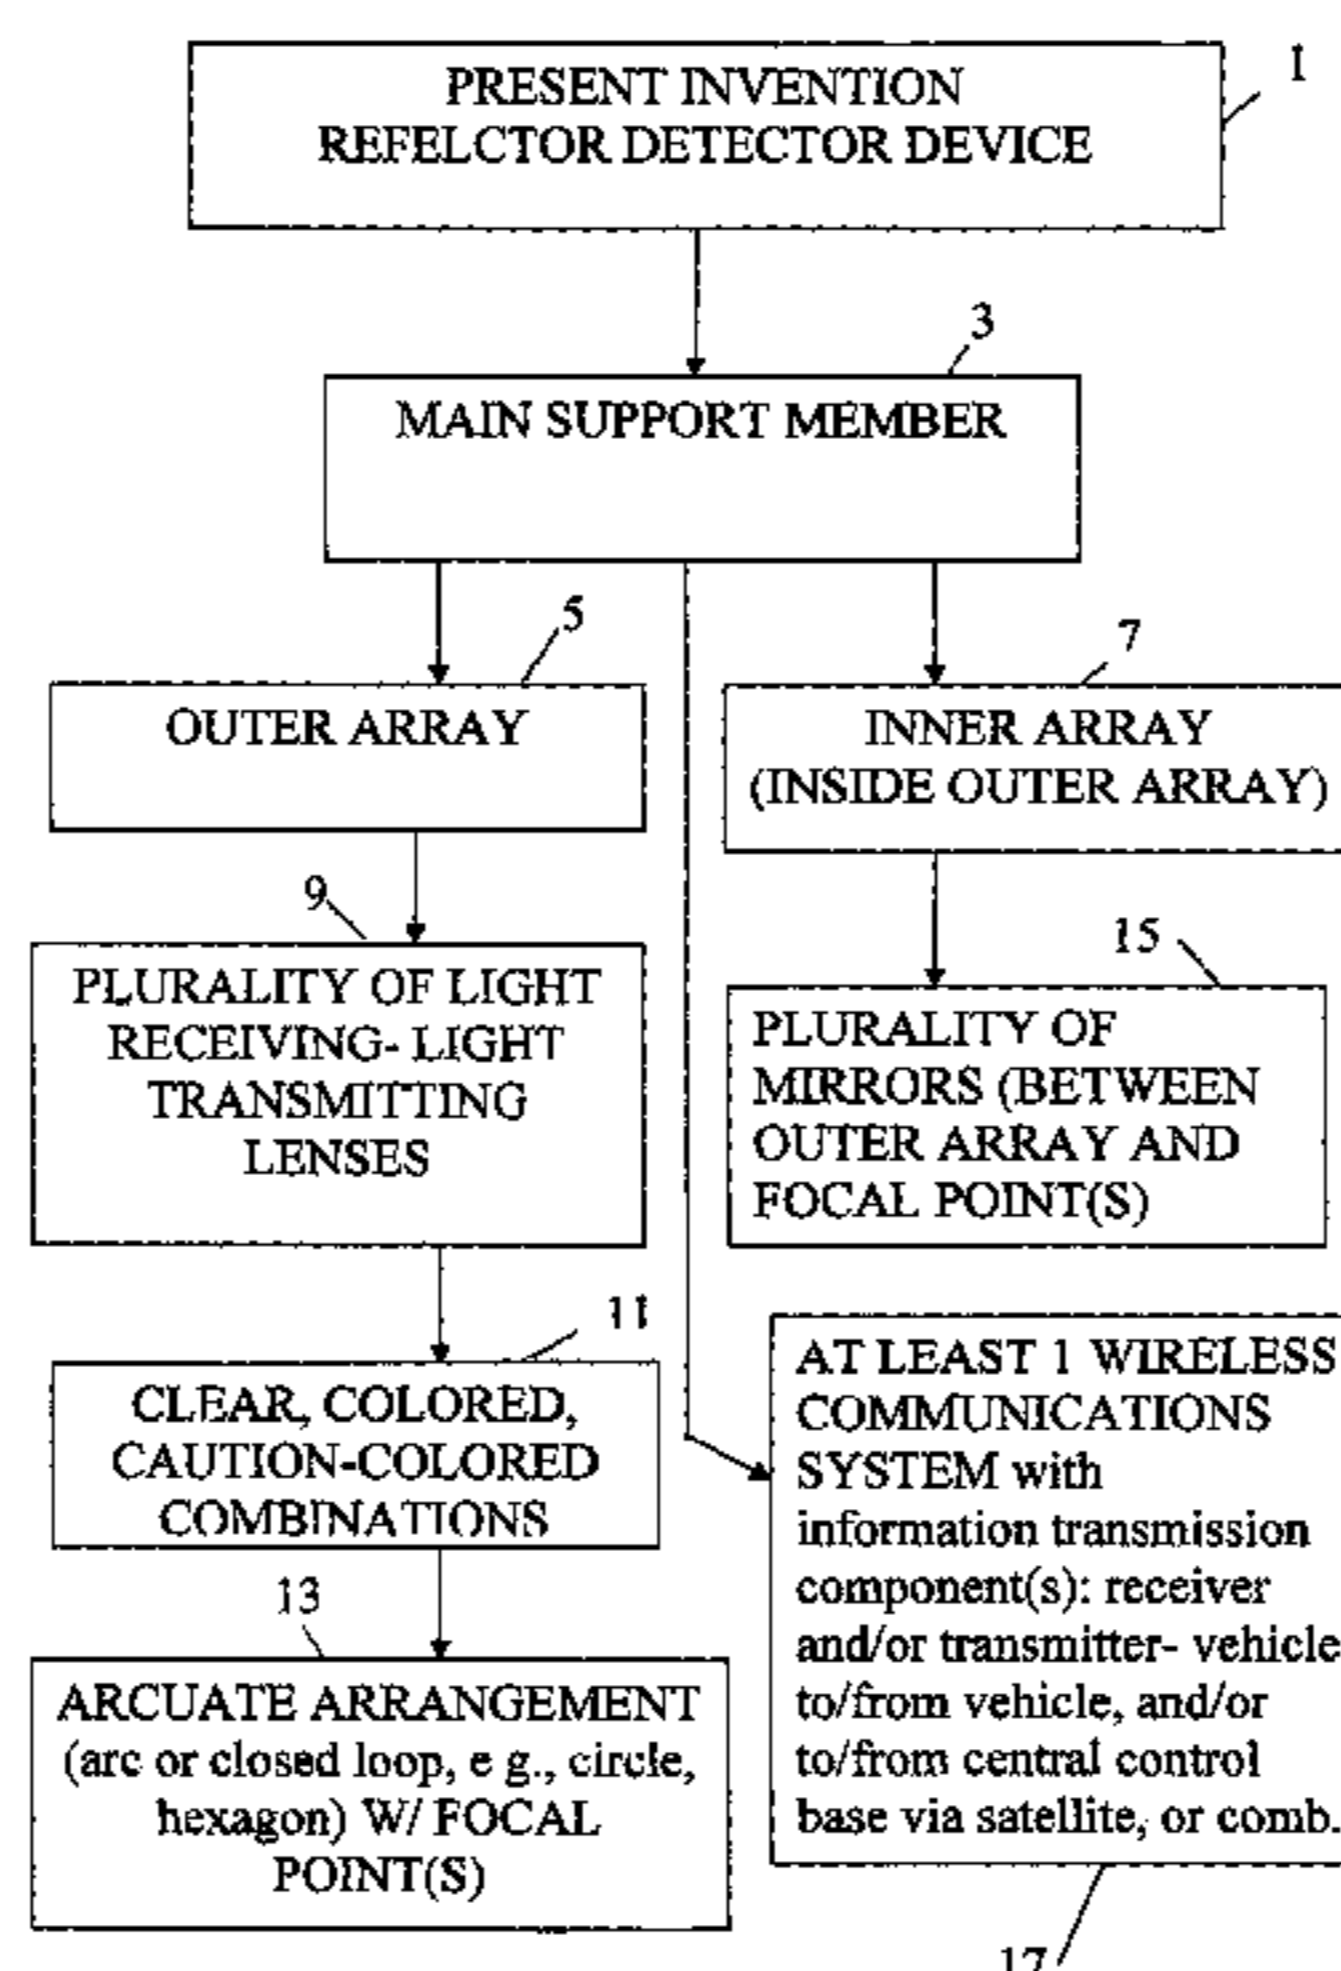 1
PRESENT INVENTION
REFELCTOR DETECTOR DEVICE
3
MAIN SUPPORT MEMBER
5
OUTER ARRAY
7
INNER ARRAY
(INSIDE OUTER ARRAY)
9
PLURALITY OF LIGHT
RECEIVING- LIGHT
TRANSMITTING
LENSES
15
PLURALITY OF
MIRRORS (BETWEEN
OUTER ARRAY AND
FOCAL POINT(S)
11
CLEAR, COLORED,
CAUTION-COLORED
COMBINATIONS
13
ARCUATE ARRANGEMENT
(arc or closed loop, e g., circle,
hexagon) W/ FOCAL
POINT(S)
AT LEAST 1 WIRELESS
COMMUNICATIONS
SYSTEM with
information transmission
component(s): receiver
and/or transmitter- vehicle
to/from vehicle, and/or
to/from central control
base via satellite, or comb.
17